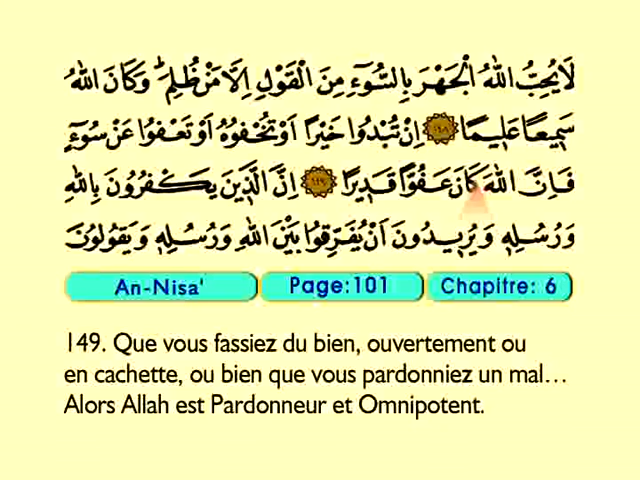 لَا يُحِبُّ اللَّهُ الْجَهْرَ بِالسُّوءِ مِنَ الْقَوْلِ إِلَّا مَنْ ظُلِمَ ۚ وَكَانَ اللَّهُ
سَمِيعًا عَلِيمًا ١٤٨ إِنْ تُبْدُوا خَيْرًا أَوْ تُخْفُوهُ أَوْ تَعْفُوا عَنْ سُوءٍ
فَإِنَّ اللَّهَ كَانَ عَفُوًّا قَدِيرًا ١٤٩ إِنَّ الَّذِينَ يَكْفُرُونَ بِاللَّهِ
وَرُسُلِهِ وَيُرِيدُونَ أَنْ يُفَرِّقُوا بَيْنَ اللَّهِ وَرُسُلِهِ وَيَقُولُونَ
An-Nisa' Page:101 Chapitre: 6
149. Que vous fassiez du bien, ouvertement ou
en cachette, ou bien que vous pardonniez un mal…
Alors Allah est Pardonneur et Omnipotent.